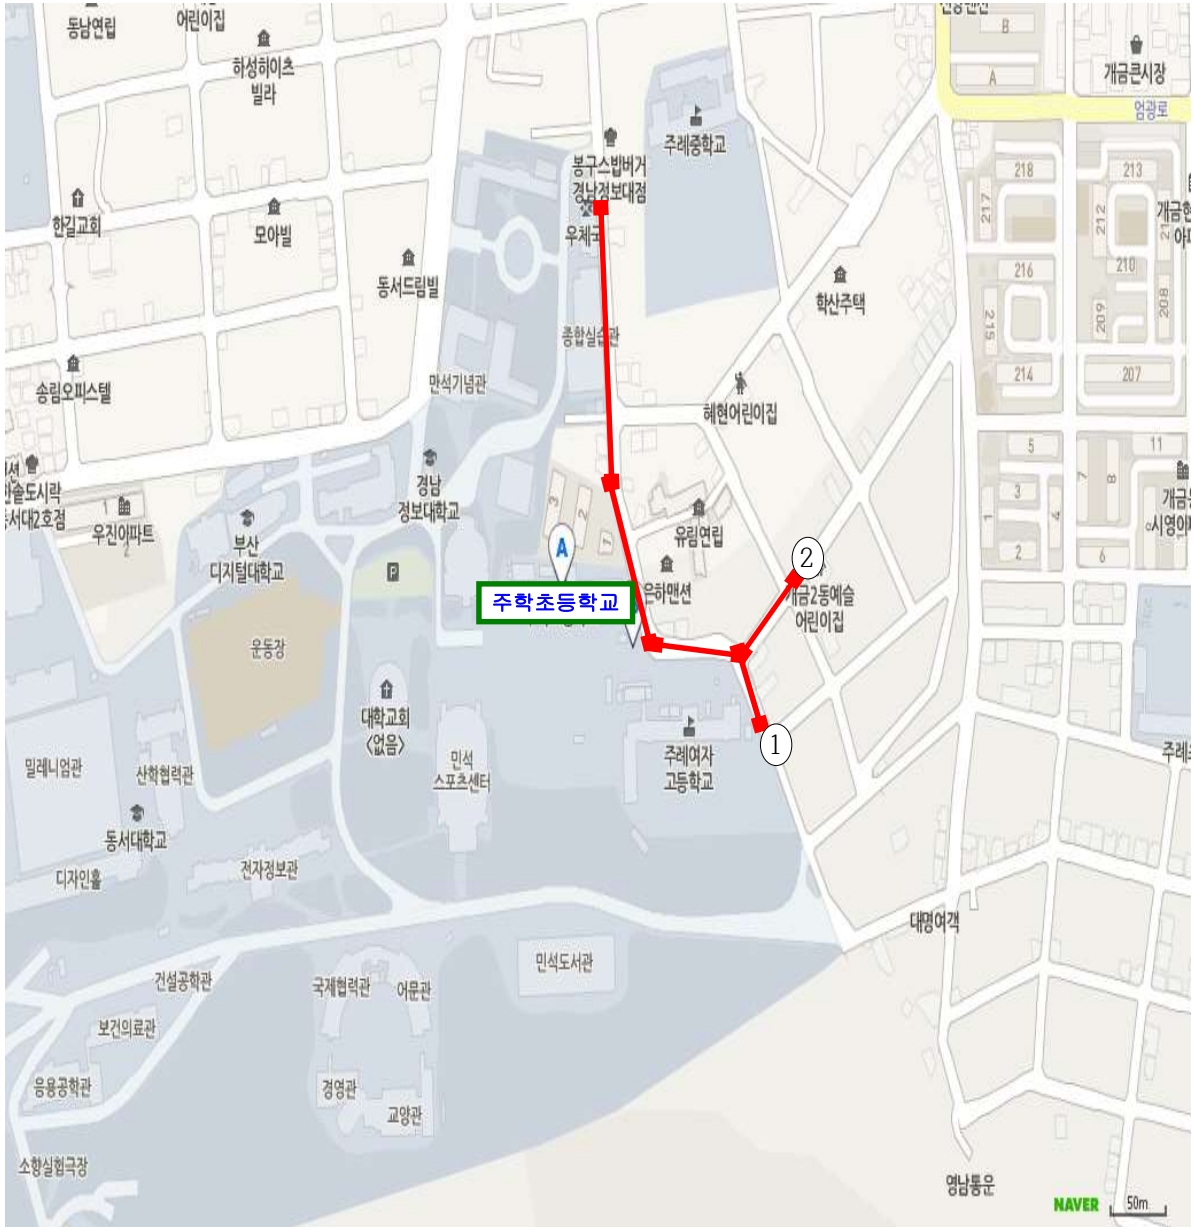 동남연립
어린이집
하성하이츠
빌라
B
A
개금큰시장
엄광로
주례중학교
봉구스밥버거
경남정보대점
우체국
한길교회
모아빌
동서드림빌
218
213
217
212
216
210
215
209
208
214
207
학산주택
종합실습관
만석기념관
송림오피스텔
혜현어린이집
5
11
7
8
3
1
4
2
6
경남
정보대학교
3
2
1
우진아파트
2
부산
디지털대학교
유림연립
A
P
은하맨션
주학초등학교
2
개금2동예슬
어린이집
운동장
대학교회
<없음>
민석
스포츠센터
주례여자
고등학교
1
밀레니엄관
산학협력관
동서대학교
디자인홀
전자정보관
대명여객
건설공학관
국제협력관
어문관
민석도서관
보건의료관
응용공학관
경영관
교양관
소향실험극장
영남통운
NAVER
50m